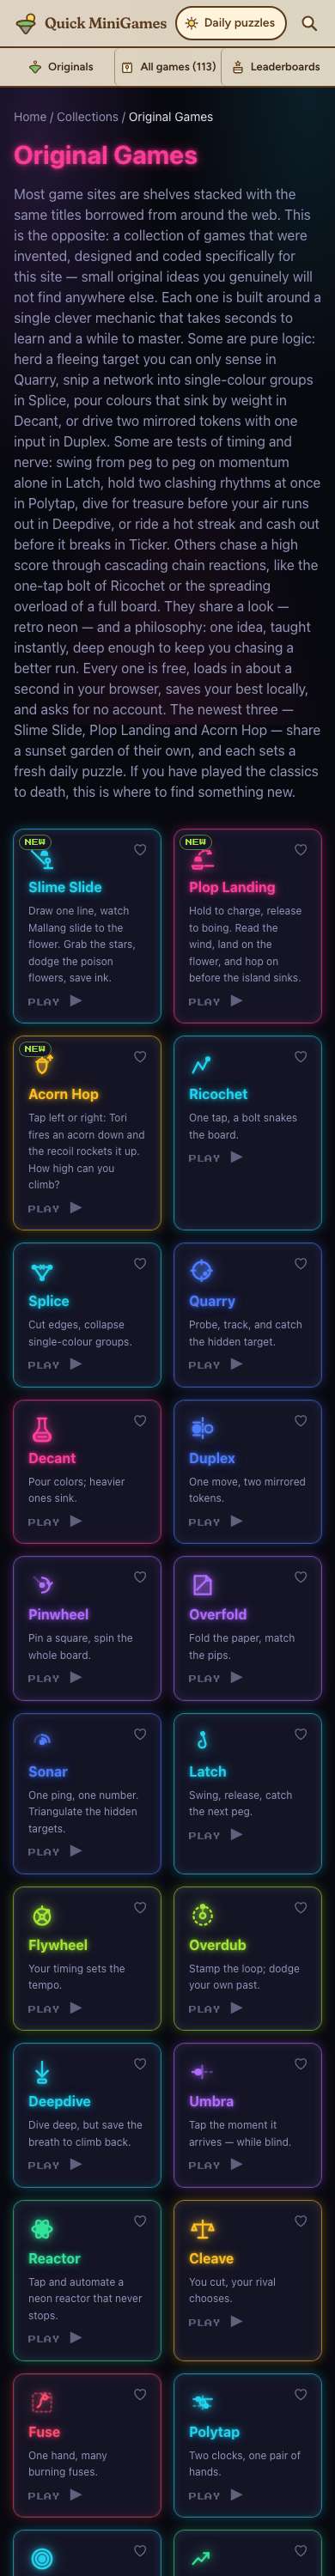 Quick MiniGames
Daily puzzles
Originals
All games (113)
Leaderboards
Home / Collections / Original Games
Original Games
Most game sites are shelves stacked with the
same titles borrowed from around the web. This
is the opposite: a collection of games that were
invented, designed and coded specifically for
this site — small original ideas you genuinely will
not find anywhere else. Each one is built around a
single clever mechanic that takes seconds to
learn and a while to master. Some are pure logic:
herd a fleeing target you can only sense in
Quarry, snip a network into single-colour groups
in Splice, pour colours that sink by weight in
Decant, or drive two mirrored tokens with one
input in Duplex. Some are tests of timing and
nerve: swing from peg to peg on momentum
alone in Latch, hold two clashing rhythms at once
in Polytap, dive for treasure before your air runs
out in Deepdive, or ride a hot streak and cash out
before it breaks in Ticker. Others chase a high
score through cascading chain reactions, like the
one-tap bolt of Ricochet or the spreading
overload of a full board. They share a look —
retro neon — and a philosophy: one idea, taught
instantly, deep enough to keep you chasing a
better run. Every one is free, loads in about a
second in your browser, saves your best locally,
and asks for no account. The newest three —
Slime Slide, Plop Landing and Acorn Hop — share
a sunset garden of their own, and each sets a
fresh daily puzzle. If you have played the classics
to death, this is where to find something new.
NEW
Slime Slide
Draw one line, watch
Mallang slide to the
flower. Grab the stars,
dodge the poison
flowers, save ink.
PLAY
NEW
Plop Landing
Hold to charge, release
to boing. Read the
wind, land on the
flower, and hop on
before the island sinks.
PLAY
NEW
Acorn Hop
Tap left or right: Tori
fires an acorn down and
the recoil rockets it up.
How high can you
climb?
PLAY
Ricochet
One tap, a bolt snakes
the board.
PLAY
Splice
Cut edges, collapse
single-colour groups.
PLAY
Quarry
Probe, track, and catch
the hidden target.
PLAY
Decant
Pour colors; heavier
ones sink.
PLAY
Duplex
One move, two mirrored
tokens.
PLAY
Pinwheel
Pin a square, spin the
whole board.
PLAY
Overfold
Fold the paper, match
the pips.
PLAY
Sonar
One ping, one number.
Triangulate the hidden
targets.
PLAY
Latch
Swing, release, catch
the next peg.
PLAY
Flywheel
Your timing sets the
tempo.
PLAY
Overdub
Stamp the loop; dodge
your own past.
PLAY
Deepdive
Dive deep, but save the
breath to climb back.
PLAY
Umbra
Tap the moment it
arrives — while blind.
PLAY
Reactor
Tap and automate a
neon reactor that never
stops.
PLAY
Cleave
You cut, your rival
chooses.
PLAY
Fuse
One hand, many
burning fuses.
PLAY
Polytap
Two clocks, one pair of
hands.
PLAY